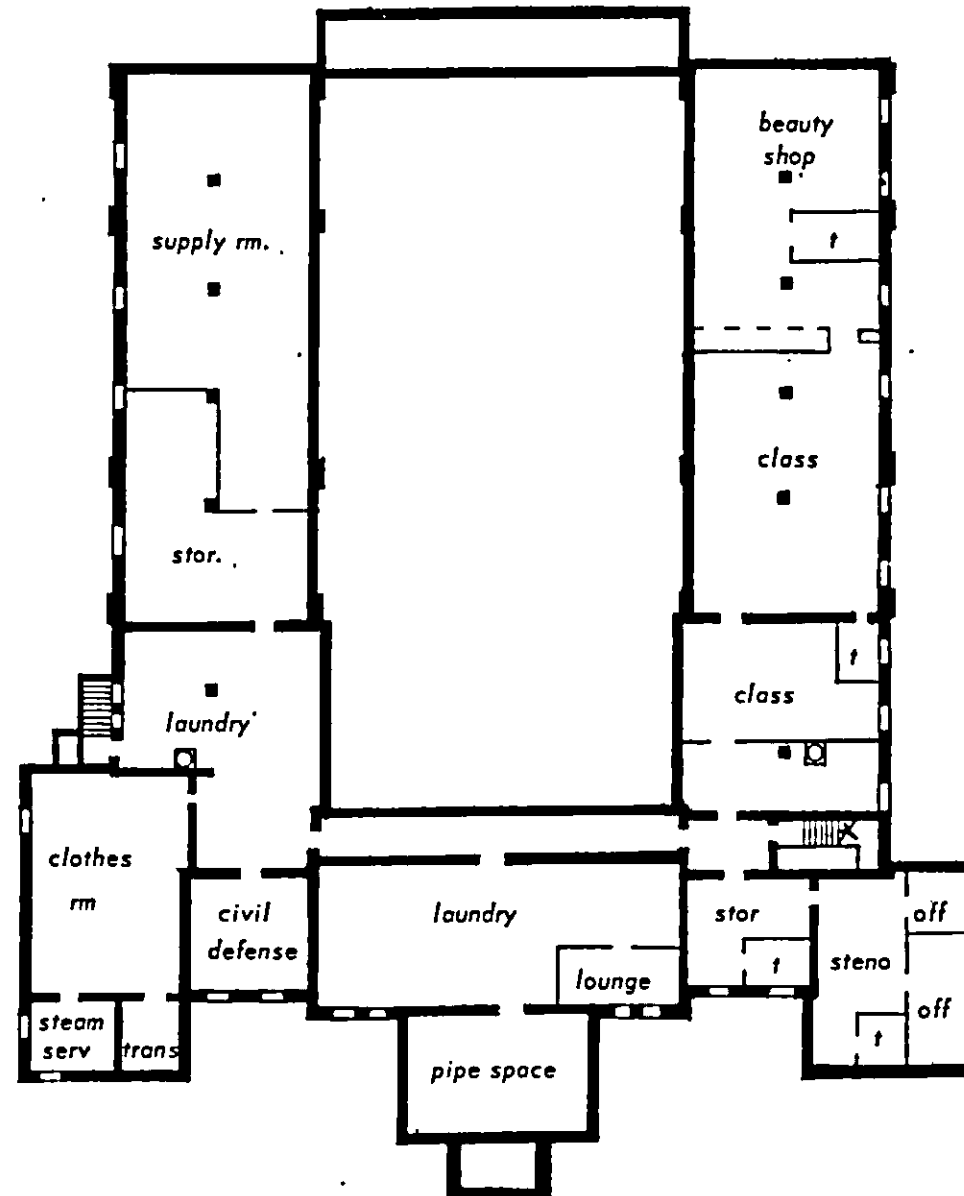 beauty
shop
supply rm.
t
class
stor.
t
class
laundry
clothes
rm
civil
defense
laundry
stor
off
steno
lounge
t
off
steam
serv
trans
t
pipe space